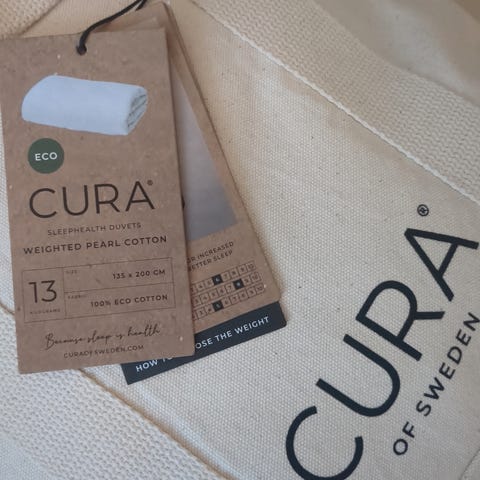 ECO
CURA®
SLEEPHEALTH DUVETS
WEIGHTED PEARL COTTON
13
KILOGRAMS
SIZE
135 x 200 CM
FABRIC
100% ECO COTTON
Because sleep is health
CURAOFSWEDEN.COM
INCREASED
BETTER SLEEP
HOW TO
OSE THE WEIGHT
CURA®
OF SWEDEN